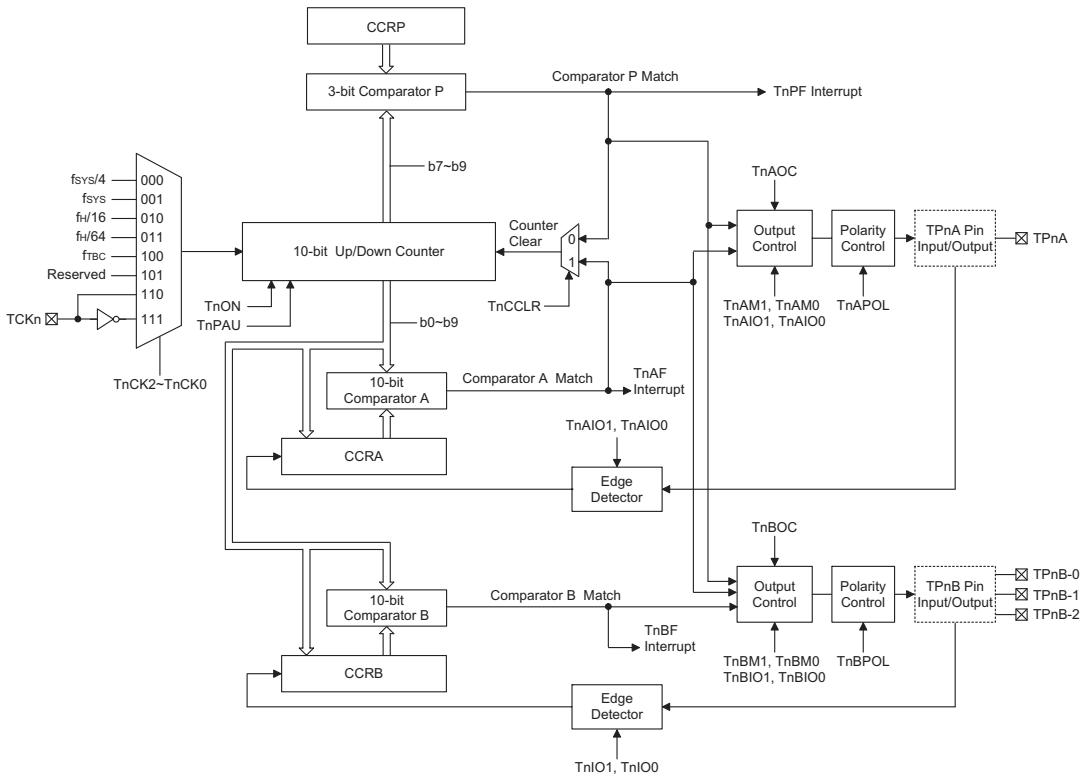 CCRP
3-bit Comparator P
Comparator P Match
TnPF Interrupt
b7~b9
fSYS/4
000
fSYS
001
fH/16
010
fH/64
011
fTBC
100
Reserved
101
110
TCKn
111
TnCK2~TnCK0
10-bit Up/Down Counter
TnON
TnPAU
Counter
Clear
0
1
TnCCLR
b0~b9
TnAOC
Output
Control
Polarity
Control
TPnA Pin
Input/Output
TPnA
TnAM1, TnAM0
TnAIO1, TnAIO0
TnAPOL
10-bit
Comparator A
Comparator A Match
TnAF
Interrupt
CCRA
TnAIO1, TnAIO0
Edge
Detector
TnBOC
Output
Control
Polarity
Control
TPnB Pin
Input/Output
TPnB-0
TPnB-1
TPnB-2
10-bit
Comparator B
Comparator B Match
TnBF
Interrupt
TnBM1, TnBM0
TnBIO1, TnBIO0
TnBPOL
CCRB
Edge
Detector
TnIO1, TnIO0